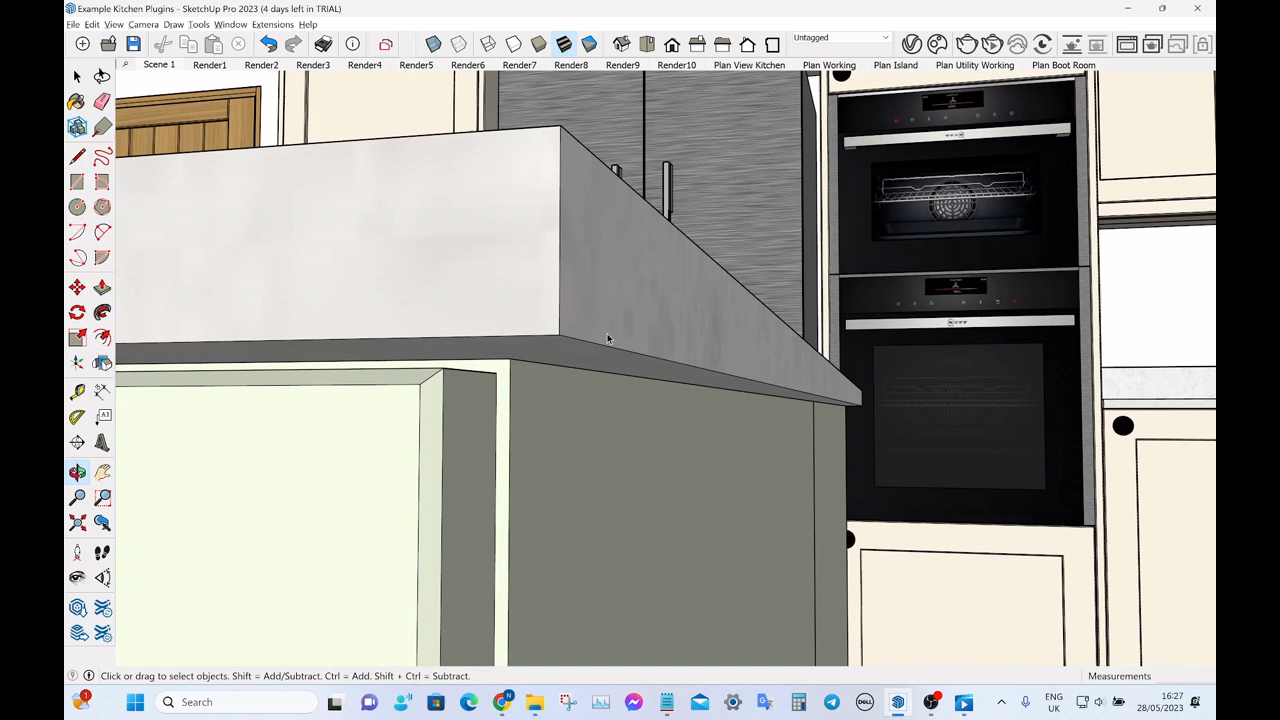 Example Kitchen Plugins - SketchUp Pro 2023 (4 days left in TRIAL)
File Edit View Camera Draw Tools Window Extensions Help
Untagged
Scene 1 Render1 Render2 Render3 Render4 Render5 Render6 Render7 Render8 Render9 Render10 Plan View Kitchen Plan Working Plan Island Plan Utility Working Plan Boot Room
A1
Click or drag to select objects. Shift = Add/Subtract. Ctrl = Add. Shift + Ctrl = Subtract.
Measurements
1
Search
N
DELL
ENG
UK
16:27
28/05/2023